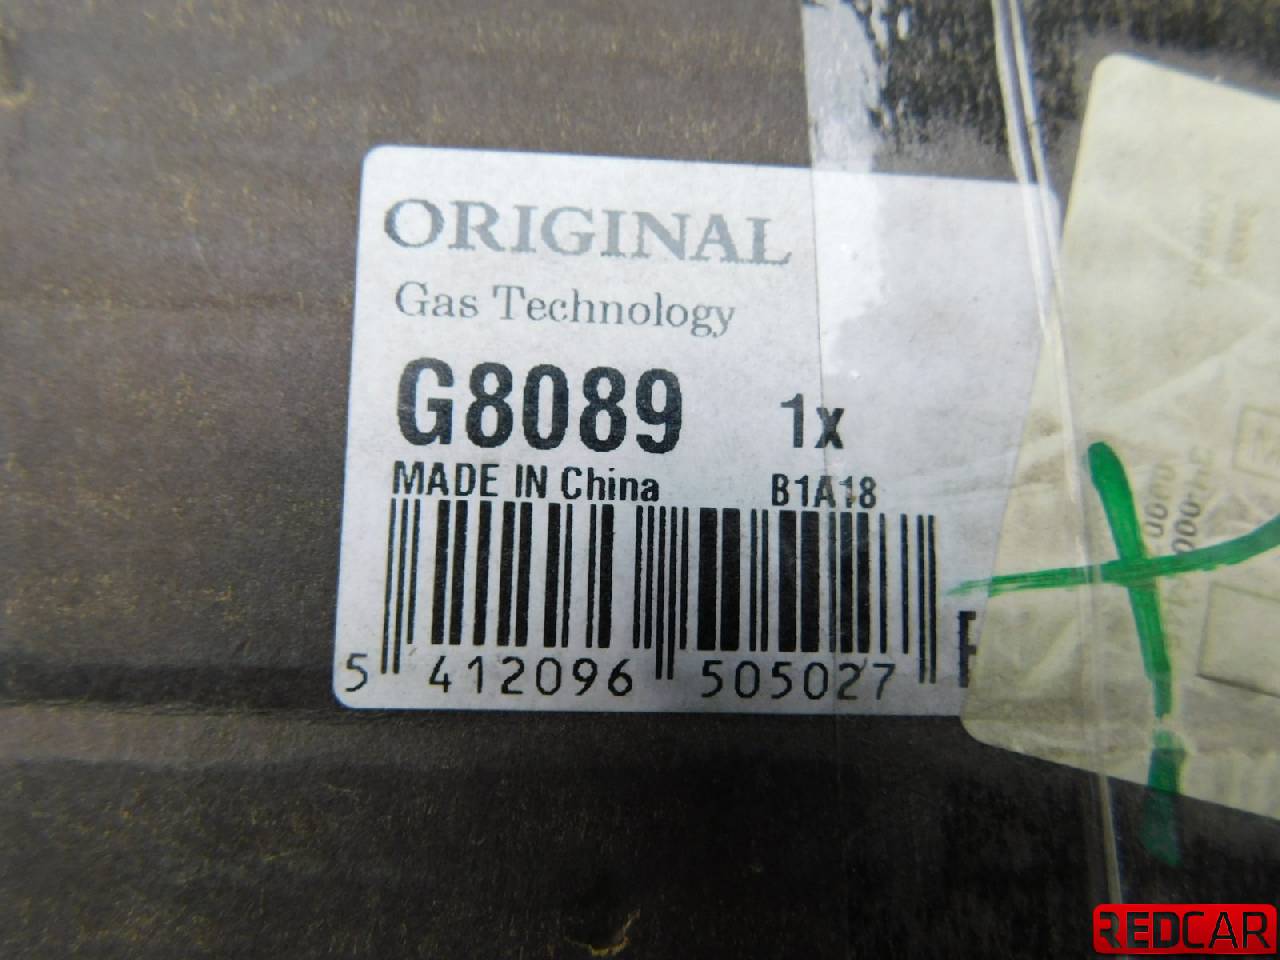 ORIGINAL
Gas Technology
G8089 1x
MADE IN China B1A18
5 412096 505027
REDCAR